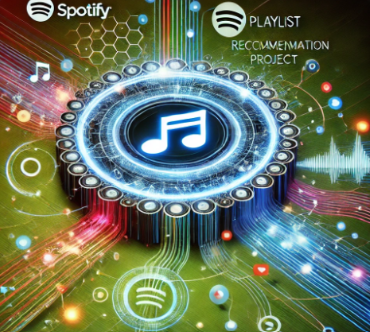 Spotify
PLAYLIST
RECOMMENMATION
PROJECT